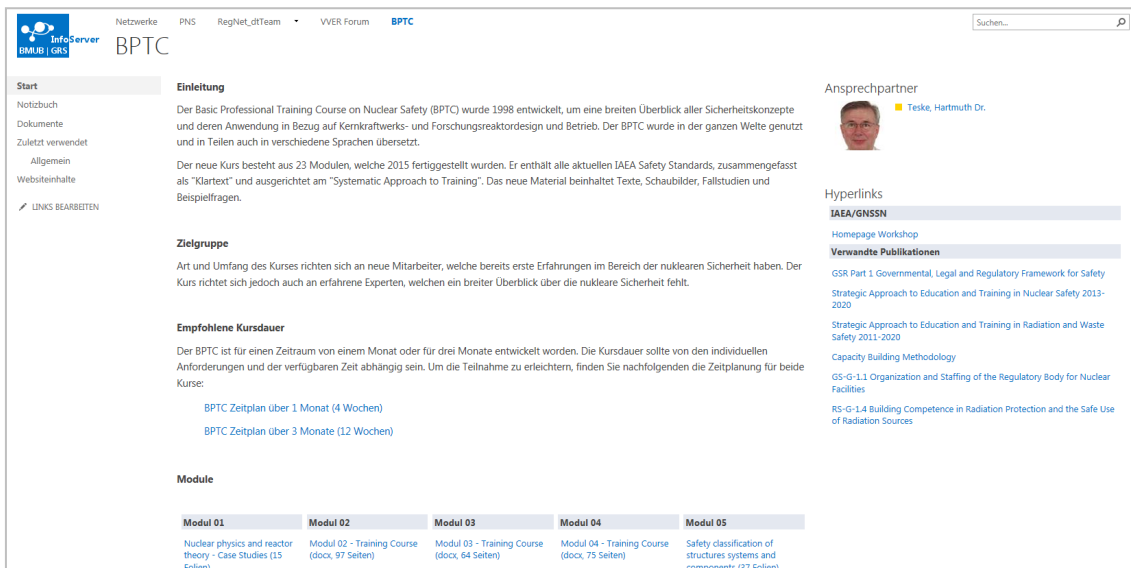 InfoServer
BMUB | GRS
Netzwerke PNS RegNet_dtTeam VVER Forum BPTC
Suchen...
BPTC
Start
Notizbuch
Dokumente
Zuletzt verwendet
Allgemein
Websiteinhalte
LINKS BEARBEITEN
Einleitung
Der Basic Professional Training Course on Nuclear Safety (BPTC) wurde 1998 entwickelt, um eine breiten Überblick aller Sicherheitskonzepte
und deren Anwendung in Bezug auf Kernkraftwerks- und Forschungsreaktordesign und Betrieb. Der BPTC wurde in der ganzen Welte genutzt
und in Teilen auch in verschiedene Sprachen übersetzt.
Der neue Kurs besteht aus 23 Modulen, welche 2015 fertiggestellt wurden. Er enthält alle aktuellen IAEA Safety Standards, zusammengefasst
als "Klartext" und ausgerichtet am "Systematic Approach to Training". Das neue Material beinhaltet Texte, Schaubilder, Fallstudien und
Beispielfragen.
Zielgruppe
Art und Umfang des Kurses richten sich an neue Mitarbeiter, welche bereits erste Erfahrungen im Bereich der nuklearen Sicherheit haben. Der
Kurs richtet sich jedoch auch an erfahrene Experten, welchen ein breiter Überblick über die nukleare Sicherheit fehlt.
Empfohlene Kursdauer
Der BPTC ist für einen Zeitraum von einem Monat oder für drei Monate entwickelt worden. Die Kursdauer sollte von den individuellen
Anforderungen und der verfügbaren Zeit abhängig sein. Um die Teilnahme zu erleichtern, finden Sie nachfolgenden die Zeitplanung für beide
Kurse:
BPTC Zeitplan über 1 Monat (4 Wochen)
BPTC Zeitplan über 3 Monate (12 Wochen)
Module
Modul 01 Modul 02 Modul 03 Modul 04 Modul 05
Nuclear physics and reactor Modul 02 - Training Course Modul 03 - Training Course Modul 04 - Training Course Safety classification of
theory - Case Studies (15 (docx, 97 Seiten) (docx, 64 Seiten) (docx, 75 Seiten) structures systems and
Folien) components (37 Folien)
Ansprechpartner
Teske, Hartmuth Dr.
Hyperlinks
IAEA/GNSSN
Homepage Workshop
Verwandte Publikationen
GSR Part 1 Governmental, Legal and Regulatory Framework for Safety
Strategic Approach to Education and Training in Nuclear Safety 2013-
2020
Strategic Approach to Education and Training in Radiation and Waste
Safety 2011-2020
Capacity Building Methodology
GS-G-1.1 Organization and Staffing of the Regulatory Body for Nuclear
Facilities
RS-G-1.4 Building Competence in Radiation Protection and the Safe Use
of Radiation Sources